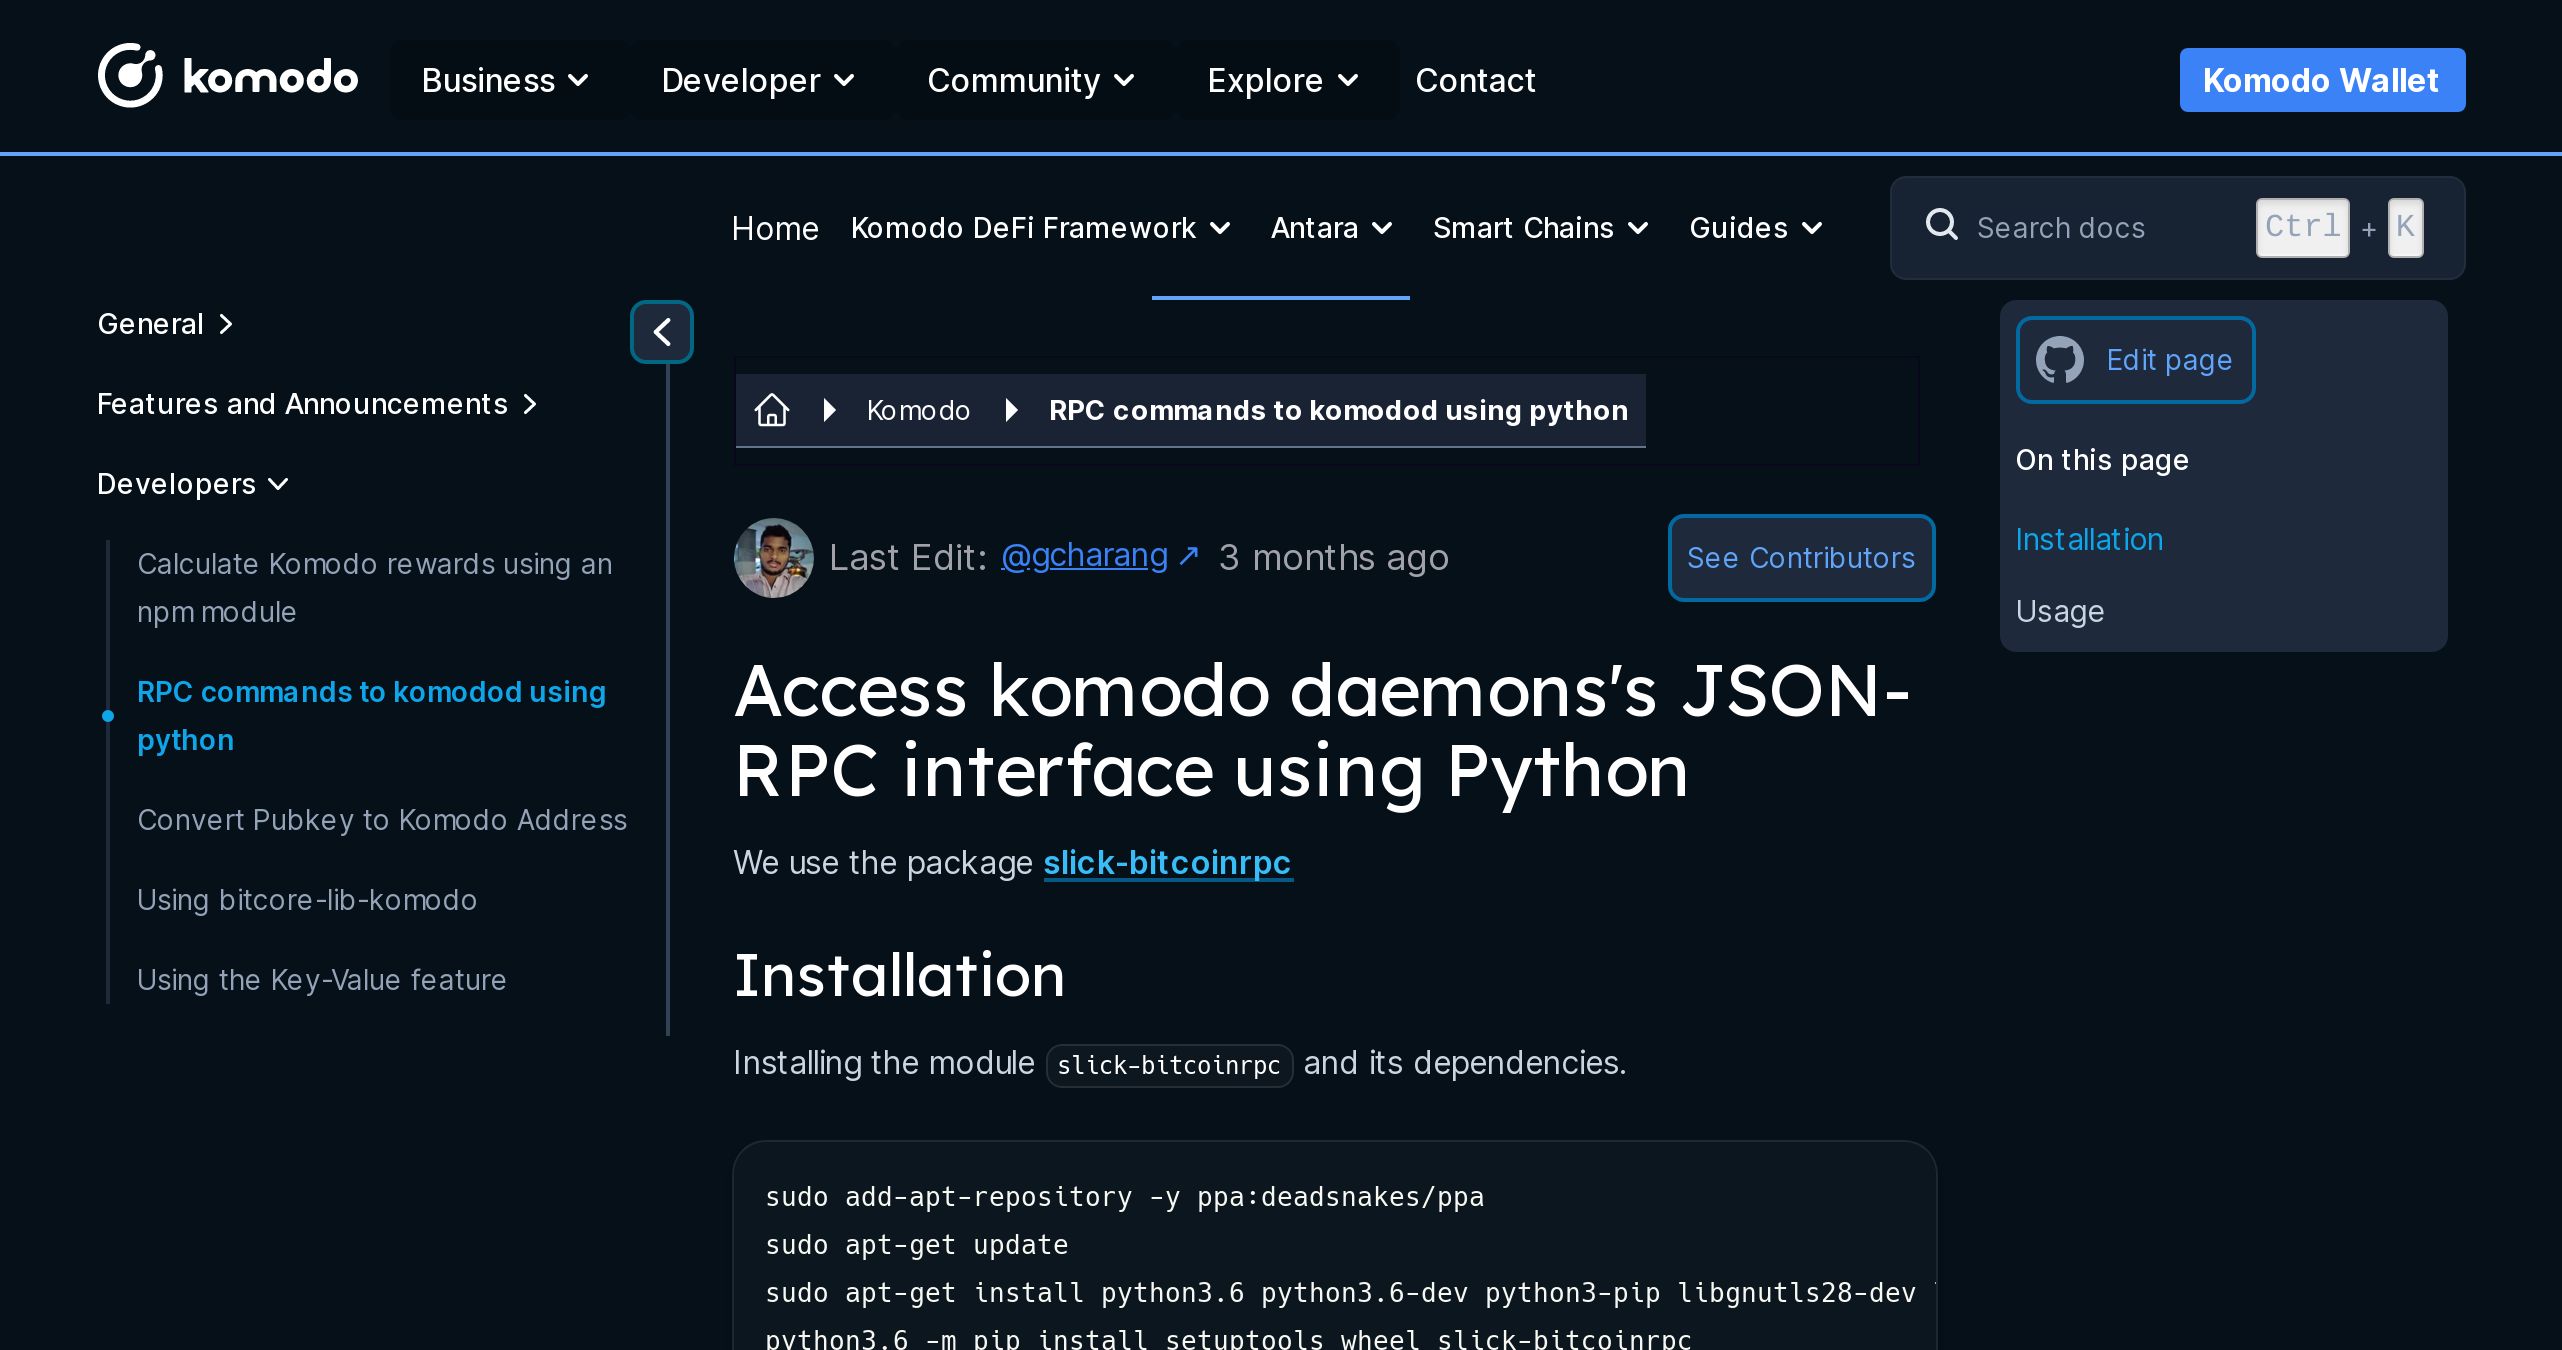 komodo
Business
Developer
Community
Explore
Contact
Komodo Wallet
Home
Komodo DeFi Framework
Antara
Smart Chains
Guides
Search docs
Ctrl + K
General
Features and Announcements
Developers
Calculate Komodo rewards using an
npm module
RPC commands to komodod using
python
Convert Pubkey to Komodo Address
Using bitcore-lib-komodo
Using the Key-Value feature
Komodo
RPC commands to komodod using python
Last Edit: @gcharang ↗ 3 months ago
See Contributors
Access komodo daemons's JSON-
RPC interface using Python
We use the package slick-bitcoinrpc
Installation
Installing the module slick-bitcoinrpc and its dependencies.
sudo add-apt-repository -y ppa:deadsnakes/ppa
sudo apt-get update
sudo apt-get install python3.6 python3.6-dev python3-pip libgnutls28-dev
python3.6 -m pip install setuptools wheel slick-bitcoinrpc
Edit page
On this page
Installation
Usage